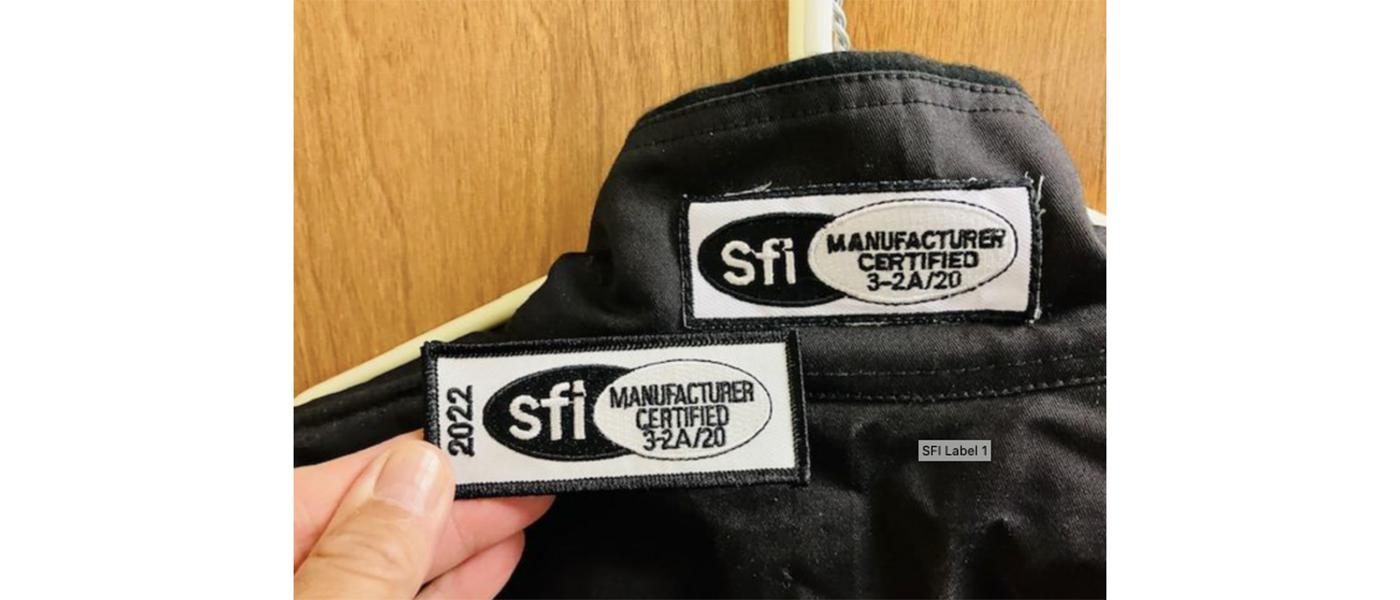 sfi
MANUFACTURER
CERTIFIED
3-2A/20
2022
sfi
MANUFACTURER
CERTIFIED
3-2A/20
SFI Label 1